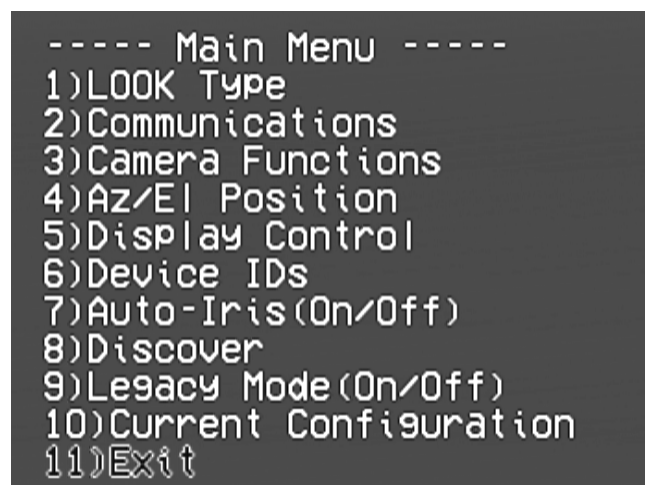 ----- Main Menu -----
1)LOOK Type
2)Communications
3)Camera Functions
4)Az/El Position
5)Display Control
6)Device IDs
7)Auto-Iris(On/Off)
8)Discover
9)Legacy Mode(On/Off)
10)Current Configuration
11)Exit